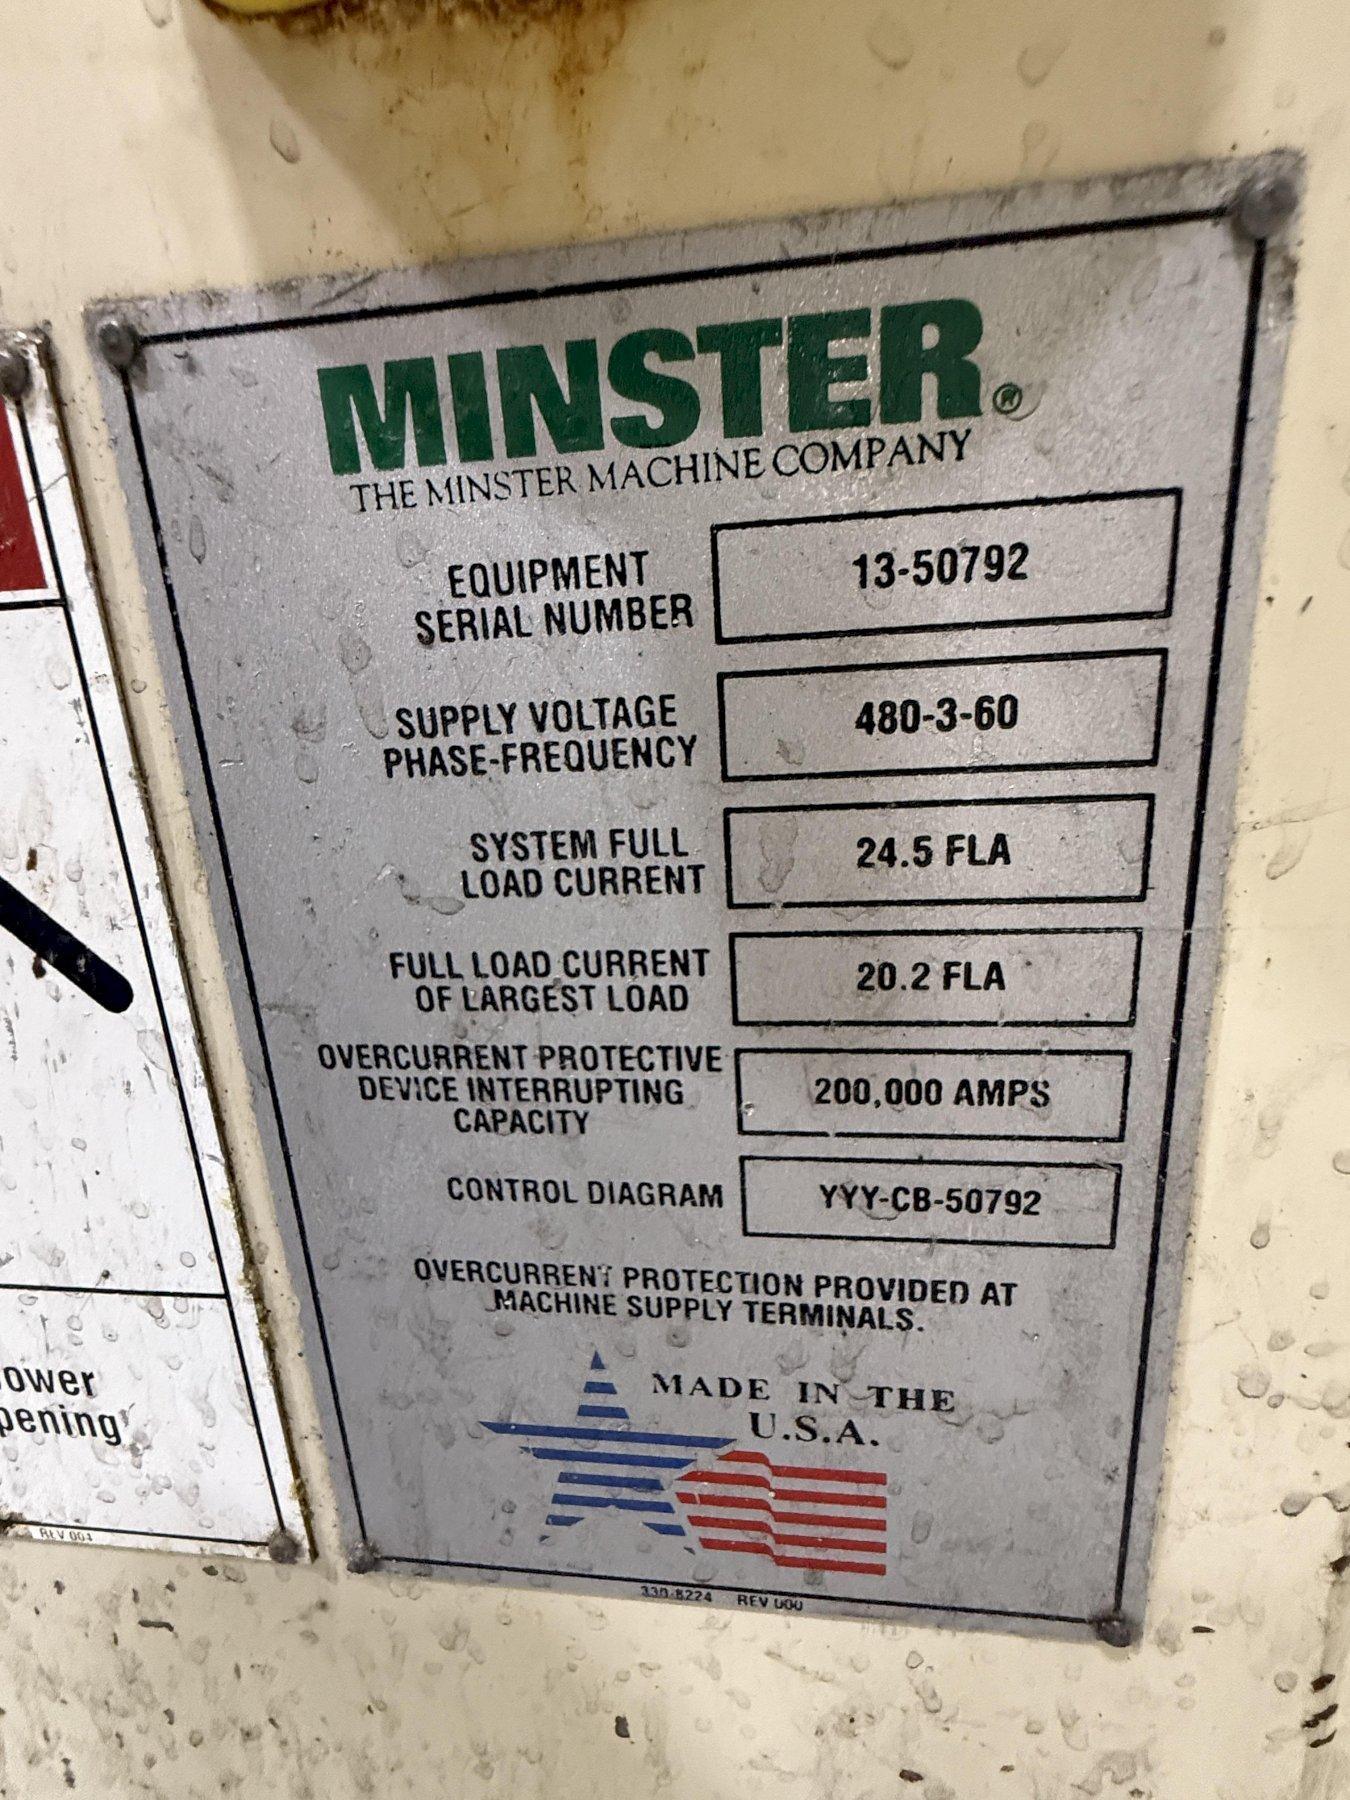 MINSTER®
THE MINSTER MACHINE COMPANY
EQUIPMENT
SERIAL NUMBER
13-50792
SUPPLY VOLTAGE
PHASE-FREQUENCY
480-3-60
SYSTEM FULL
LOAD CURRENT
24.5 FLA
FULL LOAD CURRENT
OF LARGEST LOAD
20.2 FLA
OVERCURRENT PROTECTIVE
DEVICE INTERRUPTING
CAPACITY
200,000 AMPS
CONTROL DIAGRAM
YYY-CB-50792
OVERCURRENT PROTECTION PROVIDED AT
MACHINE SUPPLY TERMINALS.
MADE IN THE
U.S.A.
330-8224 REV 000
ower
pening
REV 004